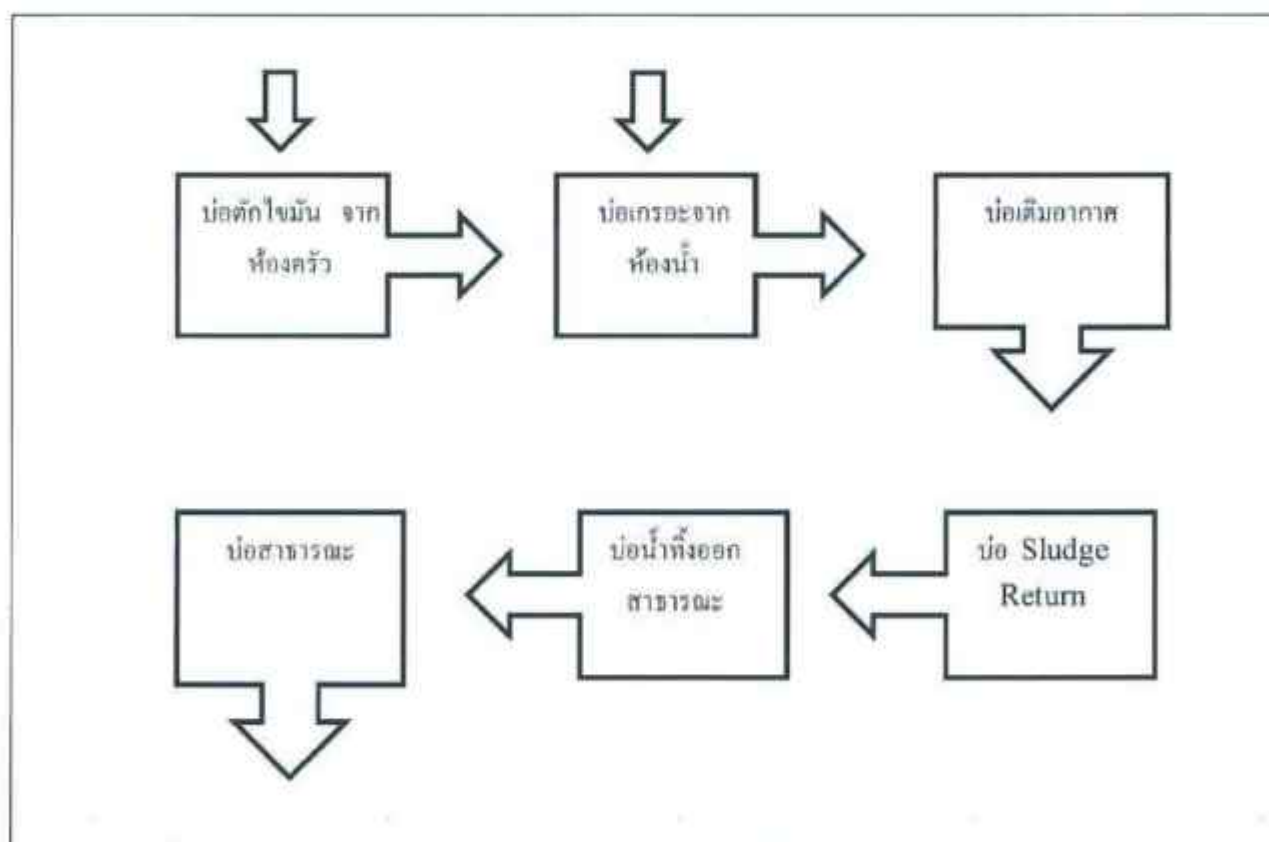 บ่อดักไขมัน จาก
ห้องครัว
บ่อเกรอะจาก
ห้องน้ำ
บ่อเติมอากาศ
บ่อสาธารณะ
บ่อน้ำทิ้งออก
สาธารณะ
บ่อ Sludge
Return